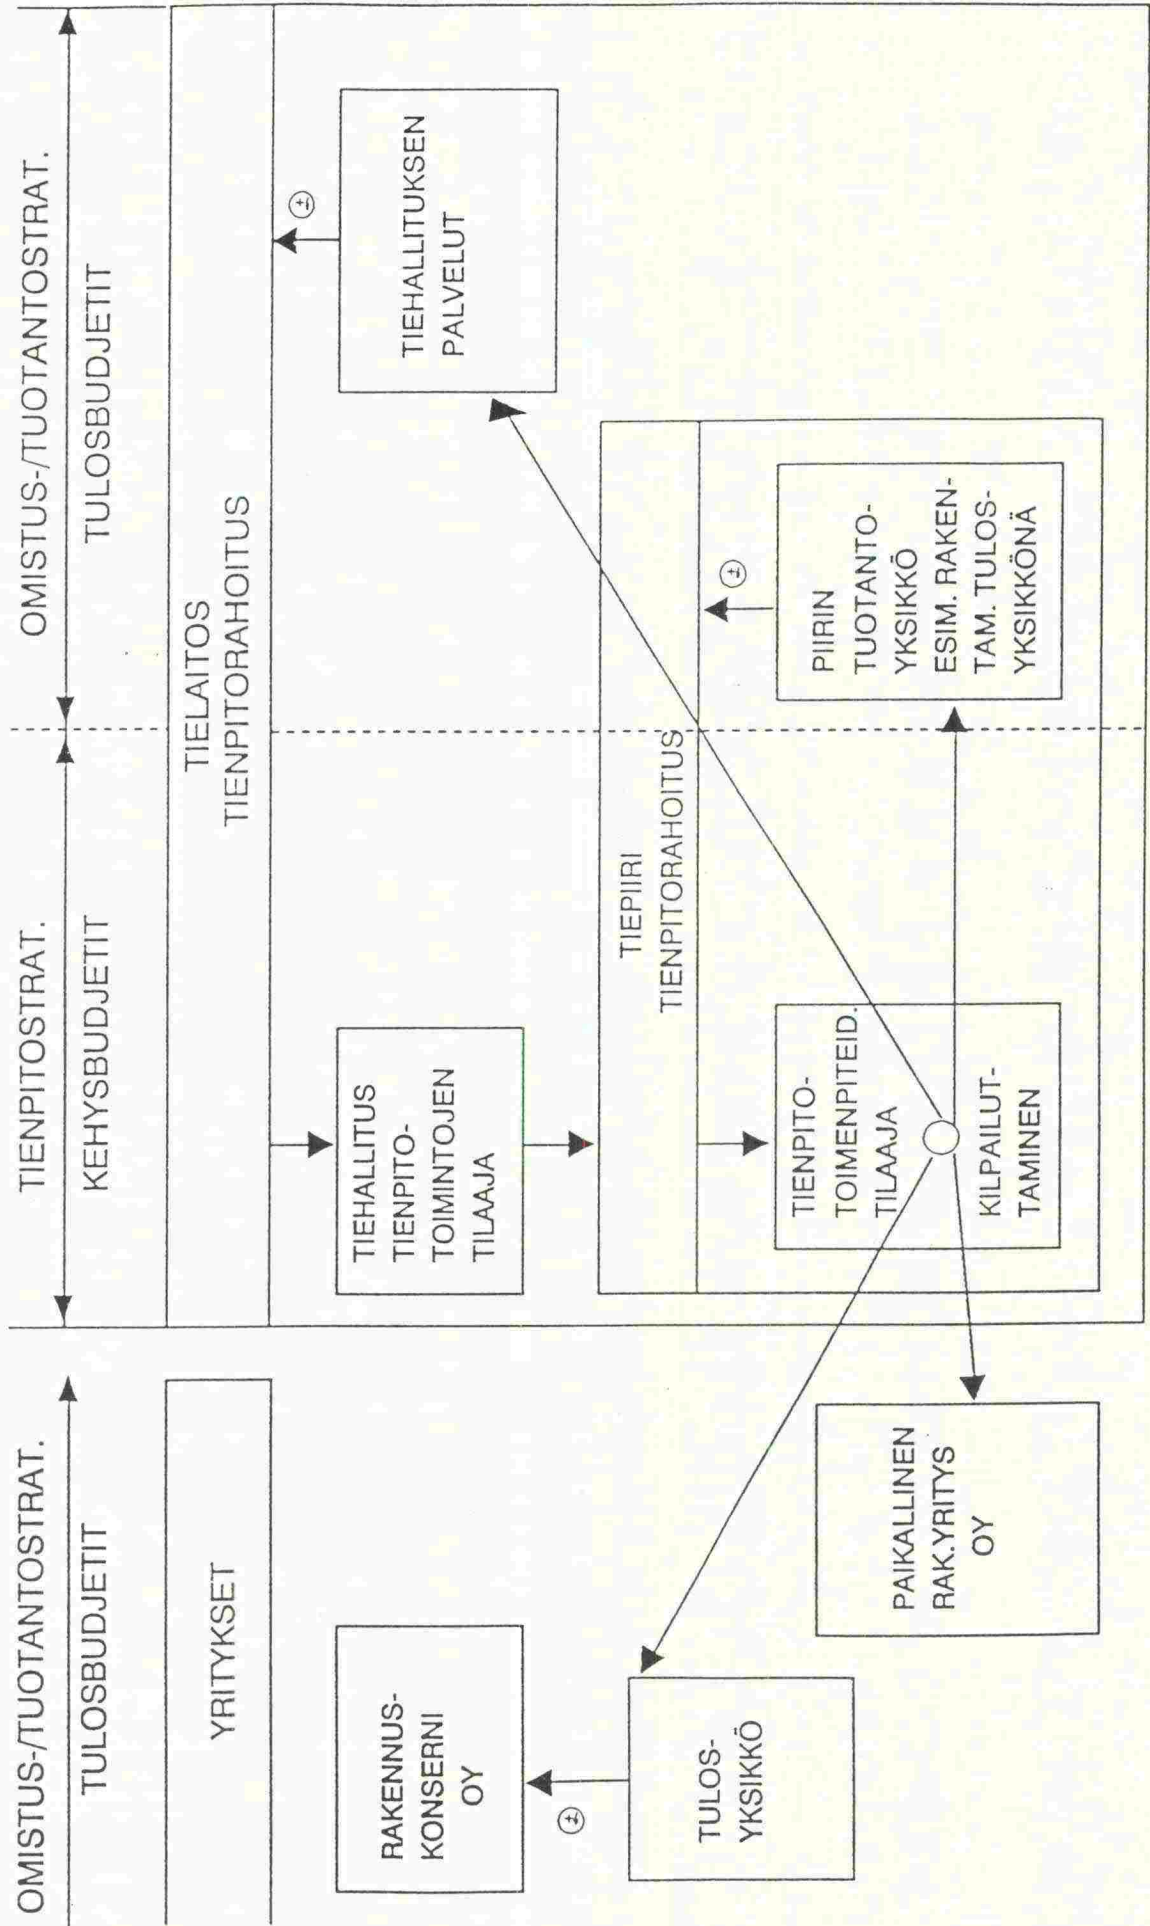 OMISTUS-/TUOTANTOSTRAT.
TULOSBUDJETIT
TIENPITOSTRAT.
KEHYSBUDJETIT
OMISTUS-/TUOTANTOSTRAT.
TULOSBUDJETIT
YRITYKSET
TIELAITOS
TIENPITORAHOITUS
RAKENNUS-
KONSERNI
OY
±
TULOS-
YKSIKKÖ
PAIKALLINEN
RAK.YRITYS
OY
TIEHALLITUS
TIENPITO-
TOIMINTOJEN
TILAAJA
TIEPIIRI
TIENPITORAHOITUS
TIENPITO-
TOIMENPITEID.
TILAAJA
KILPAILUT-
TAMINEN
TIEHALLITUKSEN
PALVELUT
±
PIIRIN
TUOTANTO-
YKSIKKÖ
ESIM. RAKEN-
TAM. TULOS-
YKSIKKÖNÄ
±